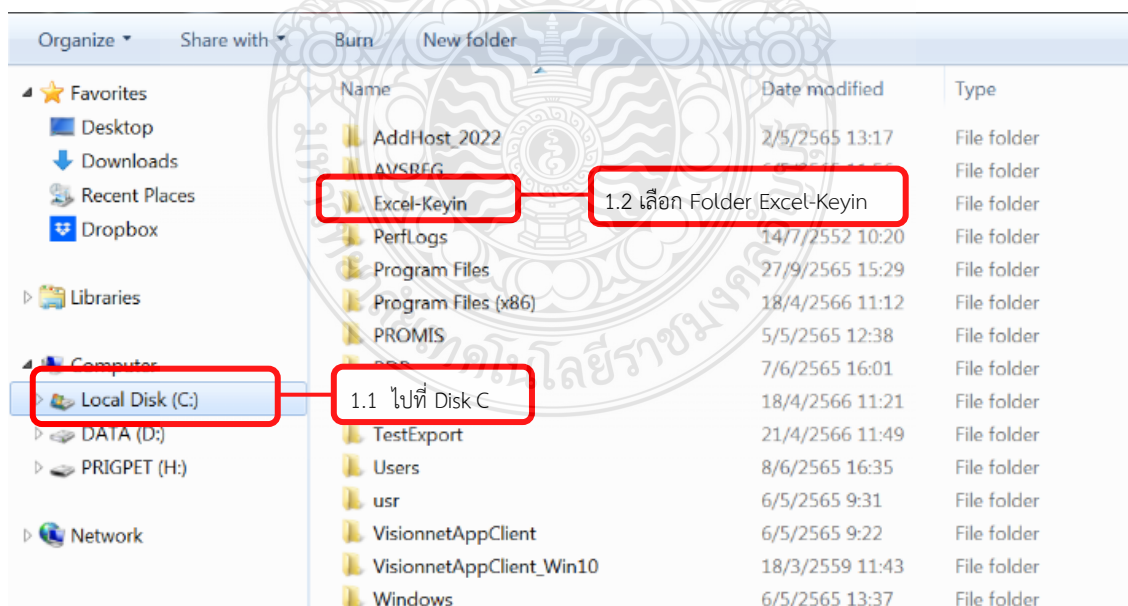 Organize Share with Burn New folder
Favorites
Desktop
Downloads
Recent Places
Dropbox
Libraries
Computer
Local Disk (C:)
DATA (D:)
PRIGPET (H:)
Network
Name Date modified Type
AddHost_2022 2/5/2565 13:17 File folder
AVSREG File folder
Excel-Keyin File folder
1.2 เลือก Folder Excel-Keyin
PerfLogs 14/7/2552 10:20 File folder
Program Files 27/9/2565 15:29 File folder
Program Files (x86) 18/4/2566 11:12 File folder
PROMIS 5/5/2565 12:38 File folder
7/6/2565 16:01 File folder
1.1 ไปที่ Disk C
18/4/2566 11:21 File folder
TestExport 21/4/2566 11:49 File folder
Users 8/6/2565 16:35 File folder
usr 6/5/2565 9:31 File folder
VisionnetAppClient 6/5/2565 9:22 File folder
VisionnetAppClient_Win10 18/3/2559 11:43 File folder
Windows 6/5/2565 13:37 File folder